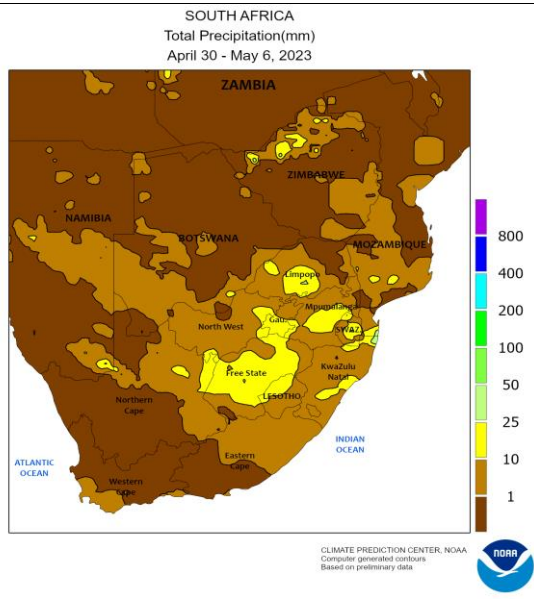 SOUTH AFRICA
Total Precipitation(mm)
April 30 - May 6, 2023
ZAMBIA
ZIMBABWE
NAMIBIA
BOTSWANA
MOZAMBIQUE
Limpopo
Mpumulanga
North West
Gau.
SWAZ.
Free State
KwaZulu
Natal
LESOTHO
Northern
Cape
Eastern
Cape
Western
Cape
ATLANTIC
OCEAN
INDIAN
OCEAN
800
400
200
100
50
25
10
1
CLIMATE PREDICTION CENTER, NOAA
Computer generated contours
Based on preliminary data
NOAA